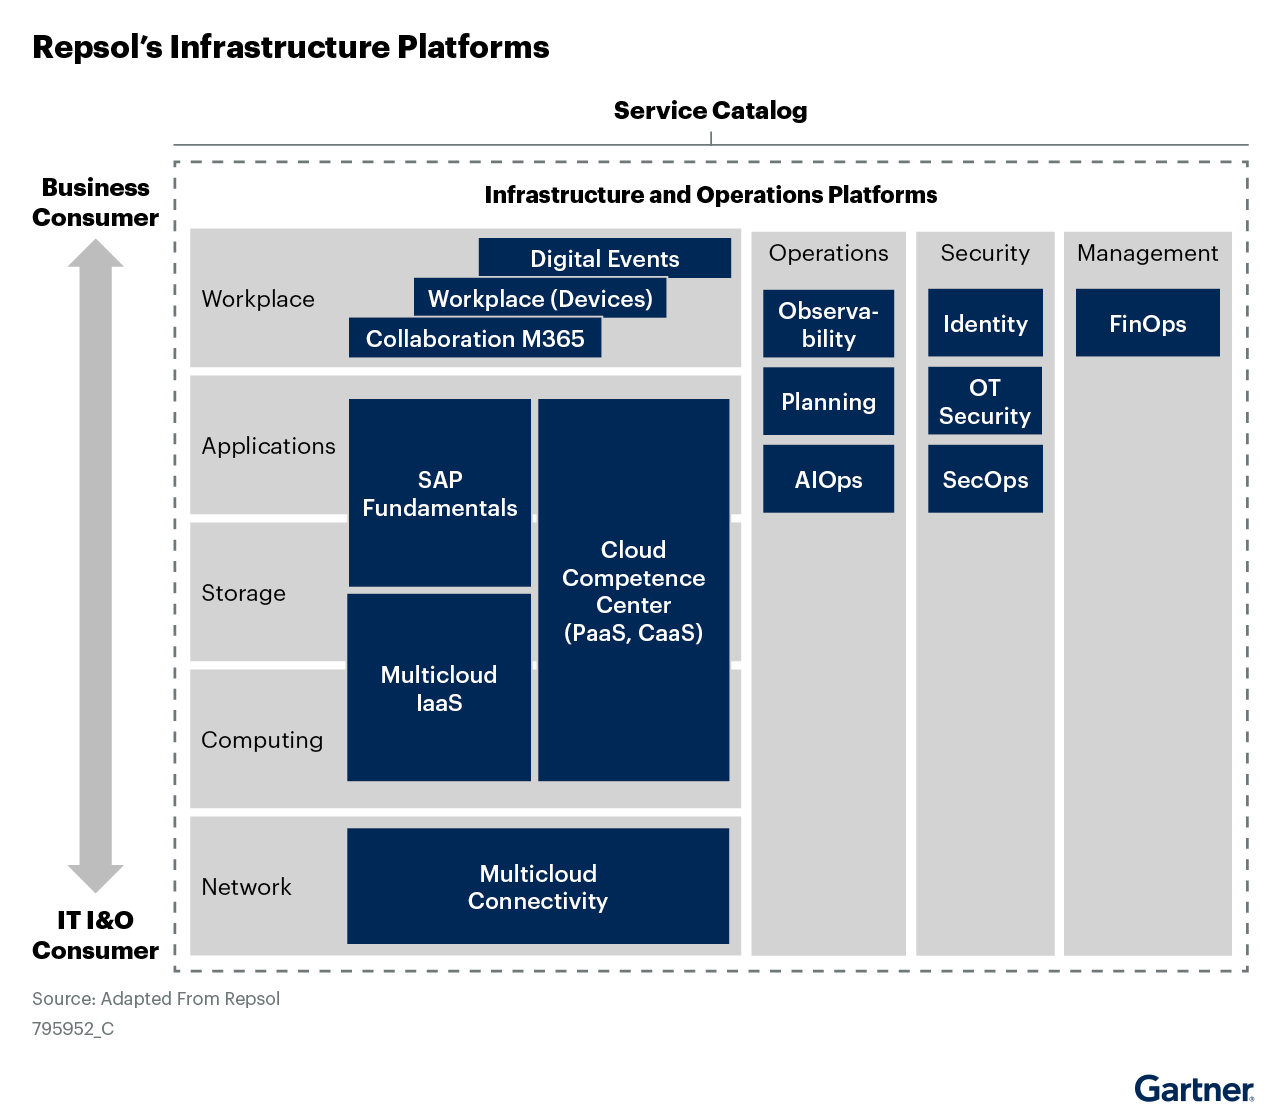 Repsol’s Infrastructure Platforms
Service Catalog
Business
Consumer
Infrastructure and Operations Platforms
Workplace
Digital Events
Workplace (Devices)
Collaboration M365
Applications
SAP
Fundamentals
Storage
Cloud
Competence
Center
(PaaS, CaaS)
Multicloud
IaaS
Computing
Network
Multicloud
Connectivity
Operations
Observa-
bility
Planning
AIOps
Security
Identity
OT
Security
SecOps
Management
FinOps
IT I&O
Consumer
Source: Adapted From Repsol
795952_C
Gartner®